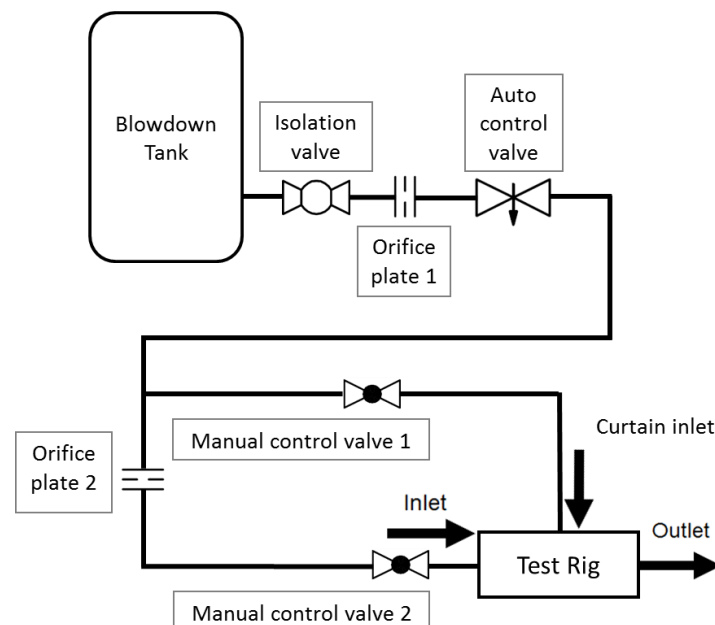 Blowdown
Tank
Isolation
valve
Auto
control
valve
Orifice
plate 1
Manual control valve 1
Curtain inlet
Orifice
plate 2
Inlet
Outlet
Test Rig
Manual control valve 2